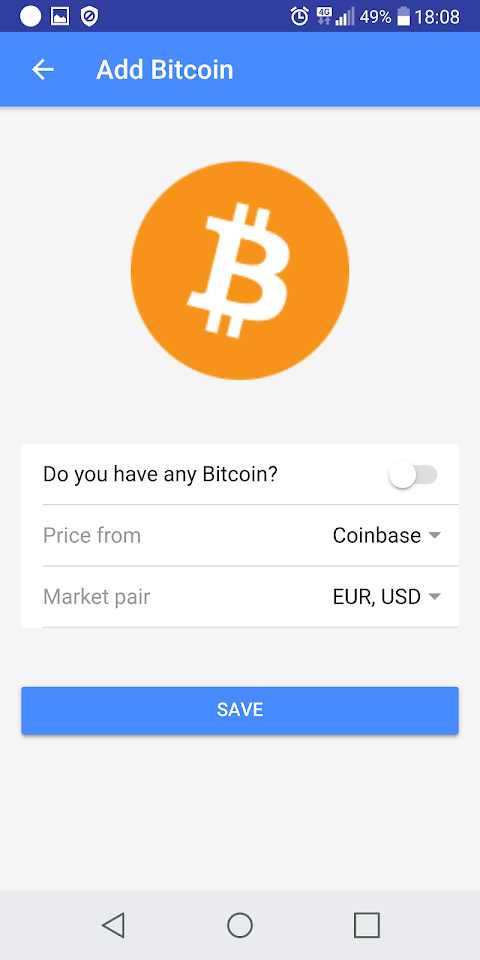 4G 49% 18:08
Add Bitcoin
Do you have any Bitcoin?
Price from Coinbase
Market pair EUR, USD
SAVE